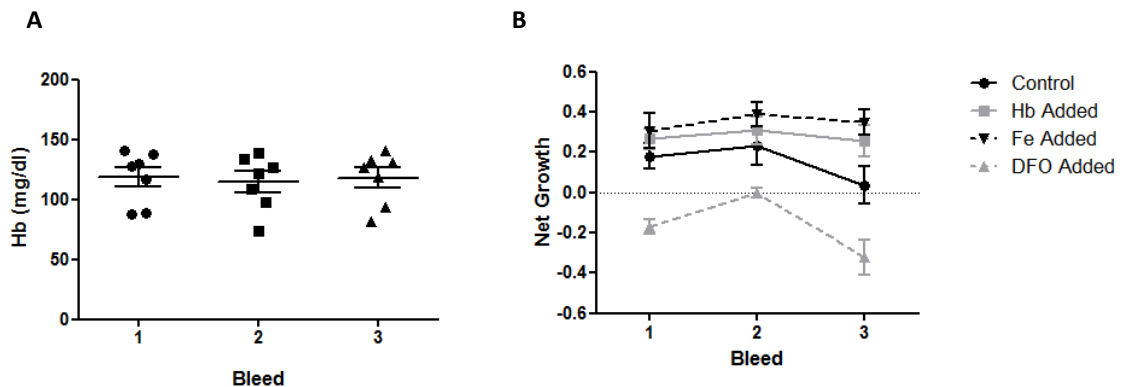 A
Hb (mg/dl)
200
150
100
50
0
1 2 3
Bleed
B
Net Growth
0.6
0.4
0.2
0.0
-0.2
-0.4
-0.6
1 2 3
Bleed
Control
Hb Added
Fe Added
DFO Added